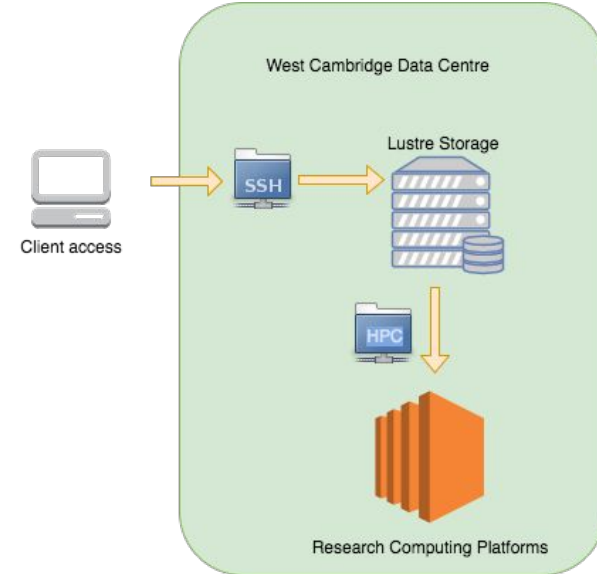 West Cambridge Data Centre
Lustre Storage
SSH
Client access
HPC
Research Computing Platforms